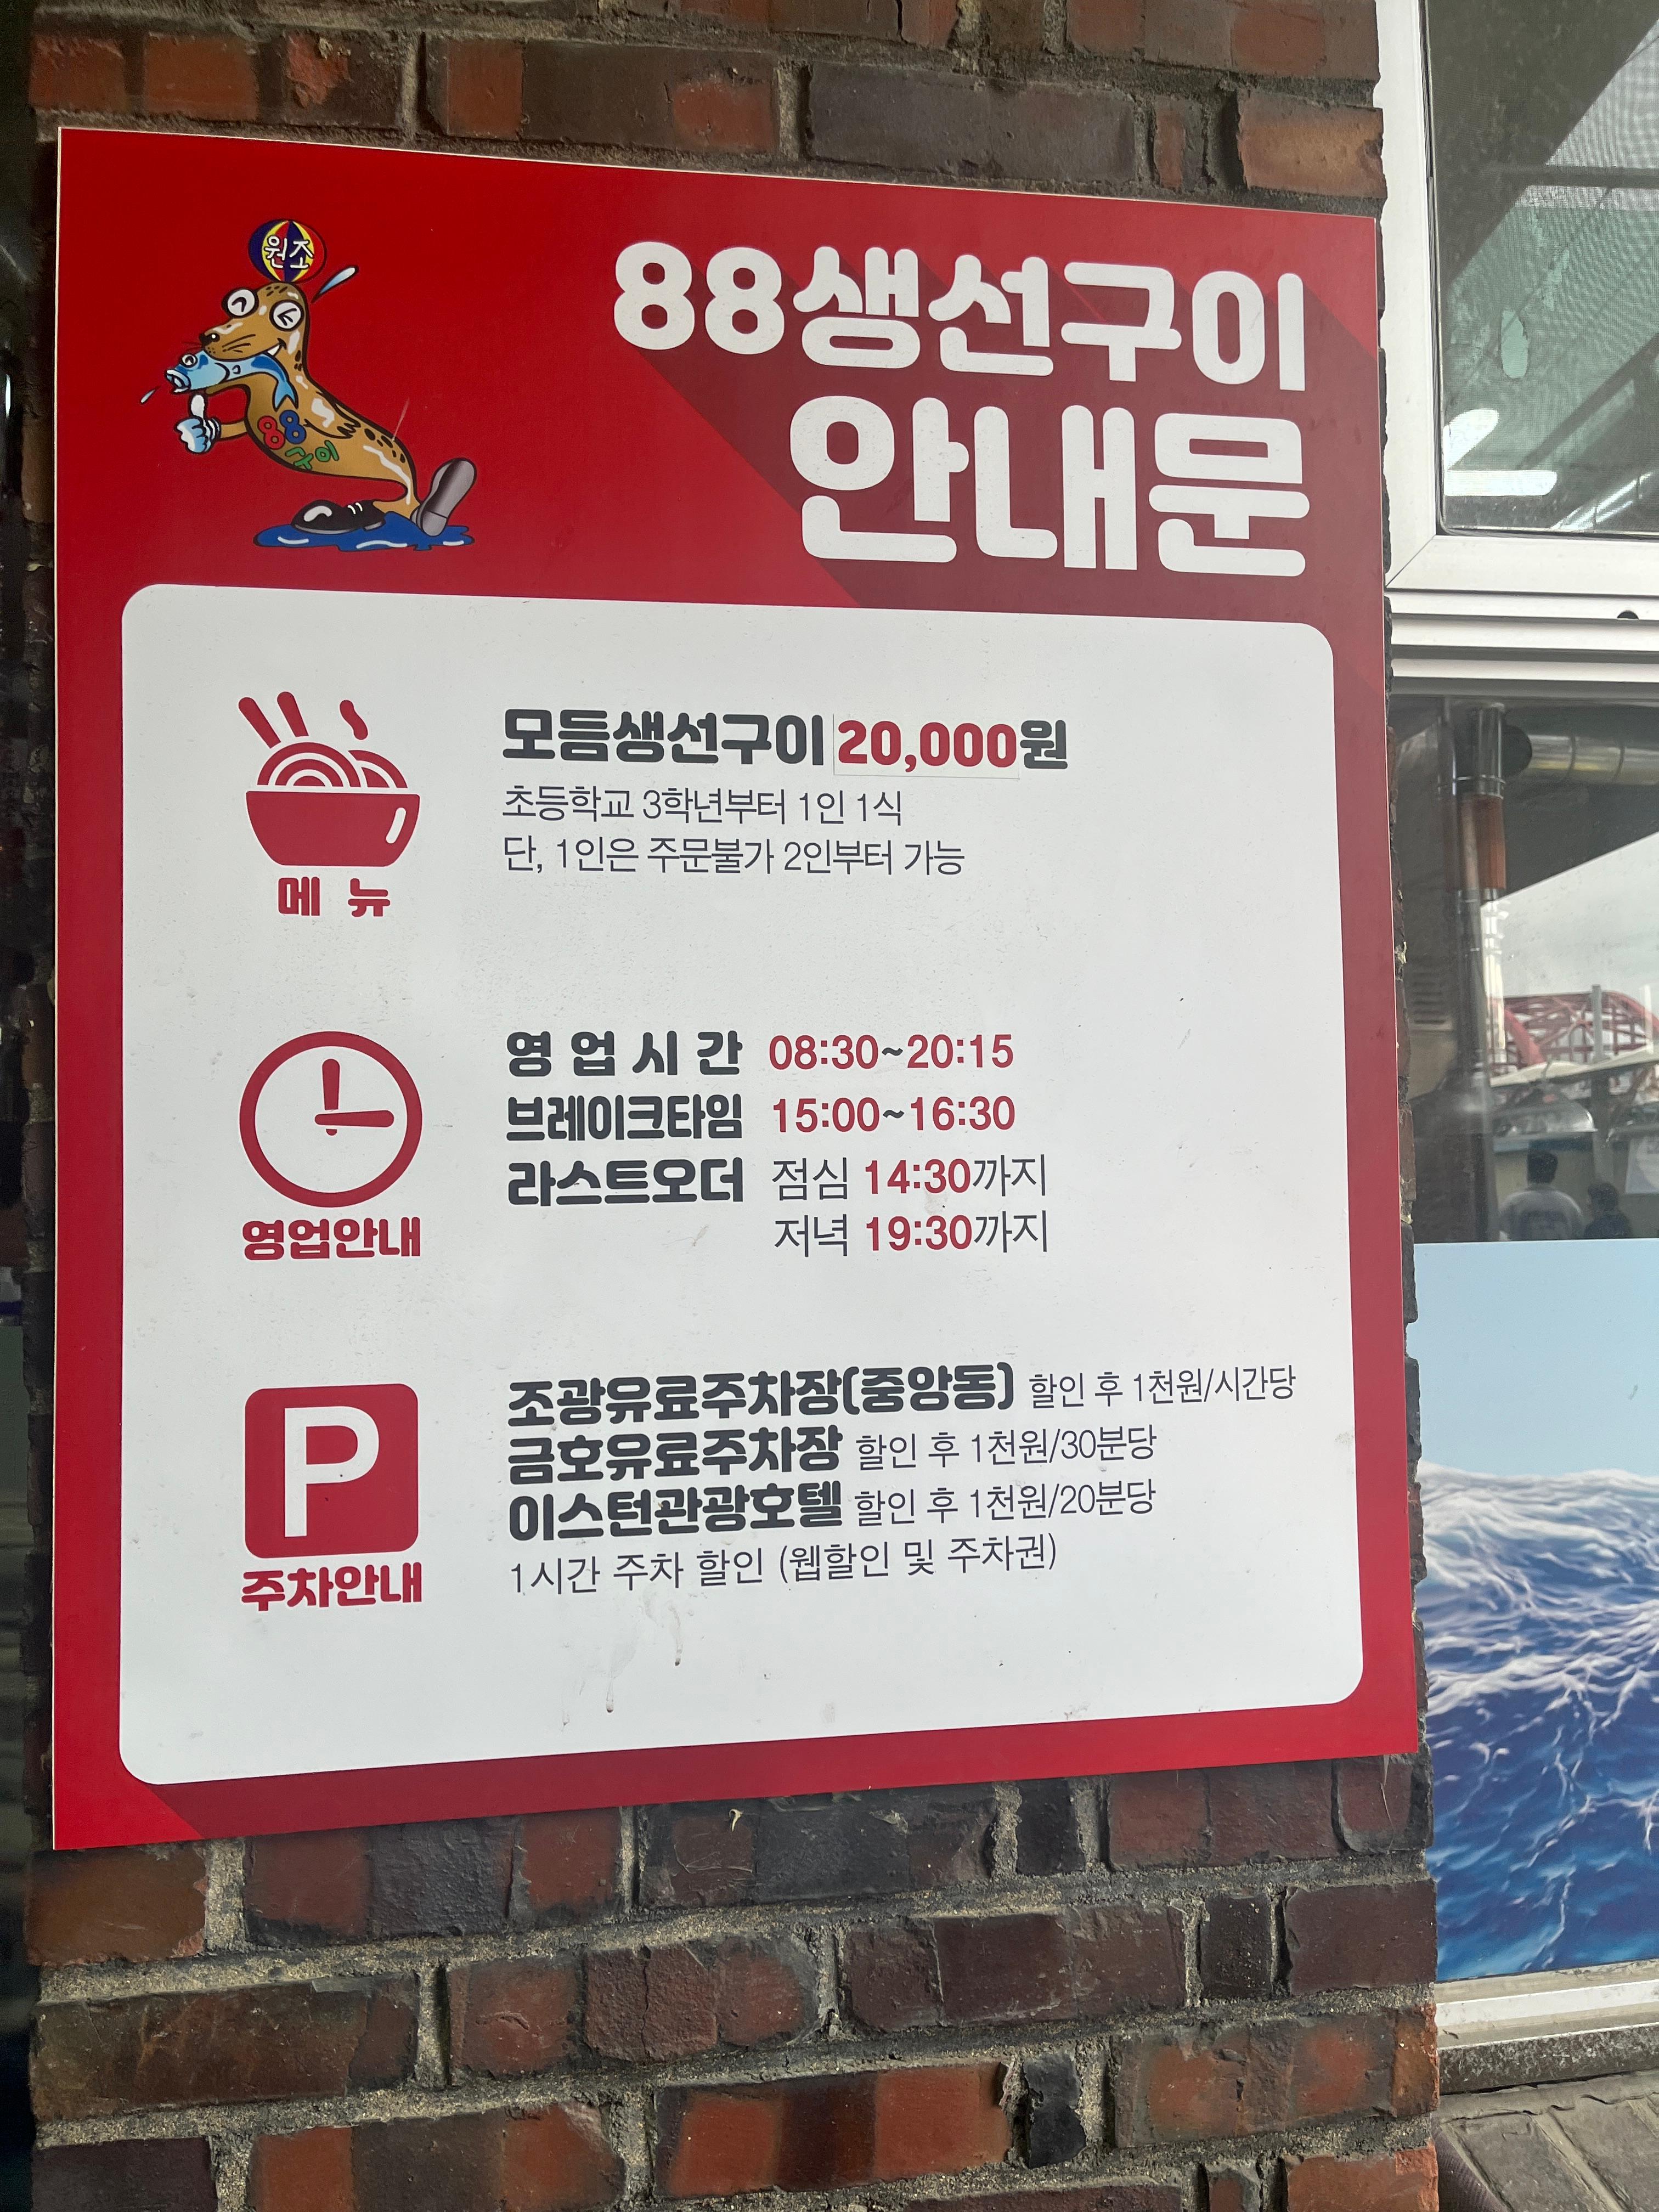 원조
88
구이
88생선구이
안내문
메 뉴
모듬생선구이 20,000원
초등학교 3학년부터 1인 1식
단, 1인은 주문불가 2인부터 가능
영업안내
영 업 시 간 08:30~20:15
브레이크타임 15:00~16:30
라스트오더 점심 14:30까지
저녁 19:30까지
P
주차안내
조광유료주차장(중앙동) 할인 후 1천원/시간당
금호유료주차장 할인 후 1천원/30분당
이스턴관광호텔 할인 후 1천원/20분당
1시간 주차 할인 (웹할인 및 주차권)